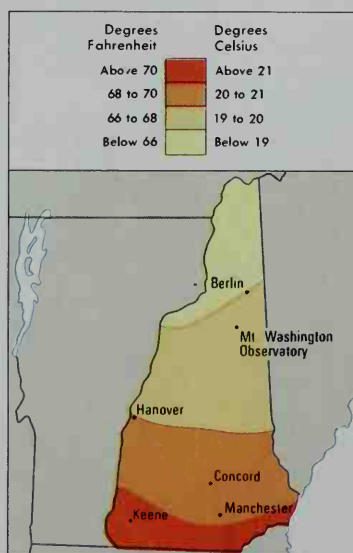 Degrees Fahrenheit
Degrees Celsius
Above 70
Above 21
68 to 70
20 to 21
66 to 68
19 to 20
Below 66
Below 19
Berlin
Mt. Washington
Observatory
Hanover
Concord
Manchester
Keene